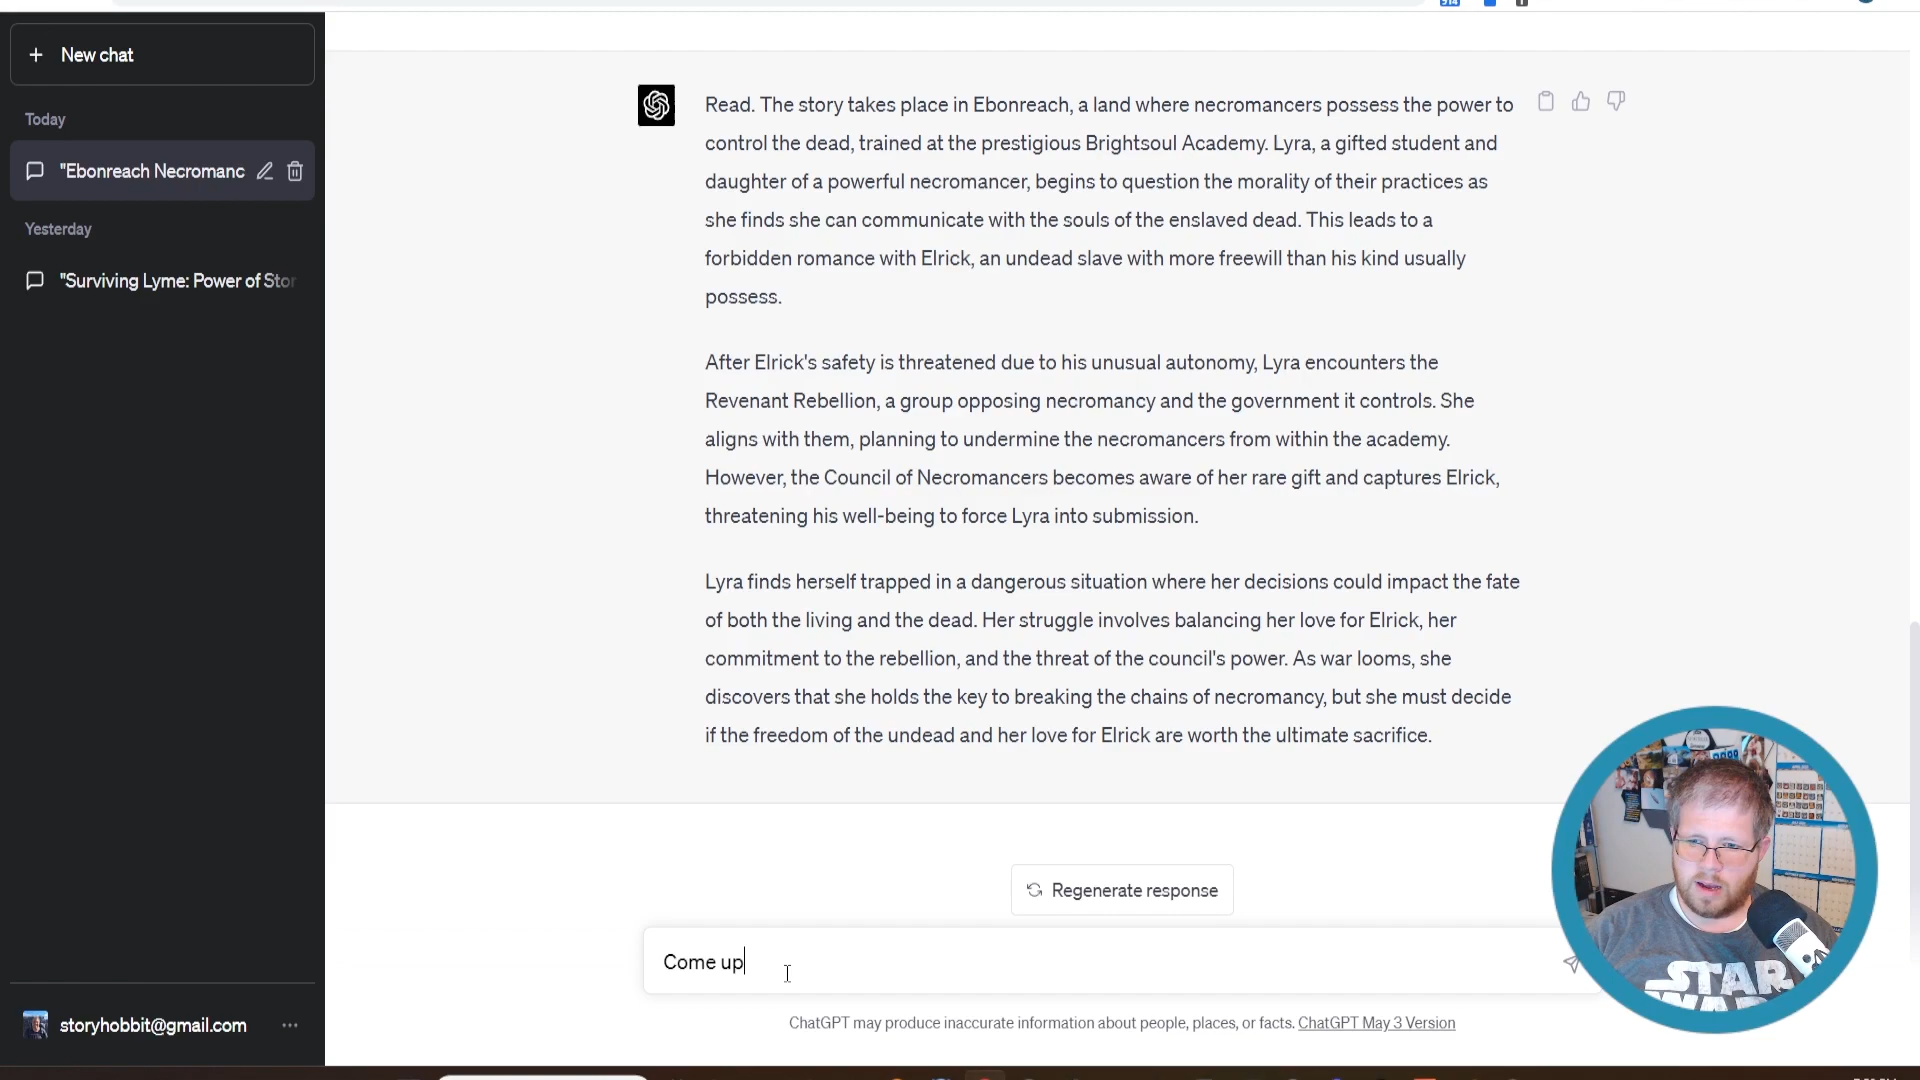 New chat
Today
"Ebonreach Necromanc
Yesterday
"Surviving Lyme: Power of Stor
storyhobbit@gmail.com
Read. The story takes place in Ebonreach, a land where necromancers possess the power to
control the dead, trained at the prestigious Brightsoul Academy. Lyra, a gifted student and
daughter of a powerful necromancer, begins to question the morality of their practices as
she finds she can communicate with the souls of the enslaved dead. This leads to a
forbidden romance with Elrick, an undead slave with more freewill than his kind usually
possess.
After Elrick's safety is threatened due to his unusual autonomy, Lyra encounters the
Revenant Rebellion, a group opposing necromancy and the government it controls. She
aligns with them, planning to undermine the necromancers from within the academy.
However, the Council of Necromancers becomes aware of her rare gift and captures Elrick,
threatening his well-being to force Lyra into submission.
Lyra finds herself trapped in a dangerous situation where her decisions could impact the fate
of both the living and the dead. Her struggle involves balancing her love for Elrick, her
commitment to the rebellion, and the threat of the council's power. As war looms, she
discovers that she holds the key to breaking the chains of necromancy, but she must decide
if the freedom of the undead and her love for Elrick are worth the ultimate sacrifice.
Regenerate response
Come up
ChatGPT may produce inaccurate information about people, places, or facts. ChatGPT May 3 Version
STAR